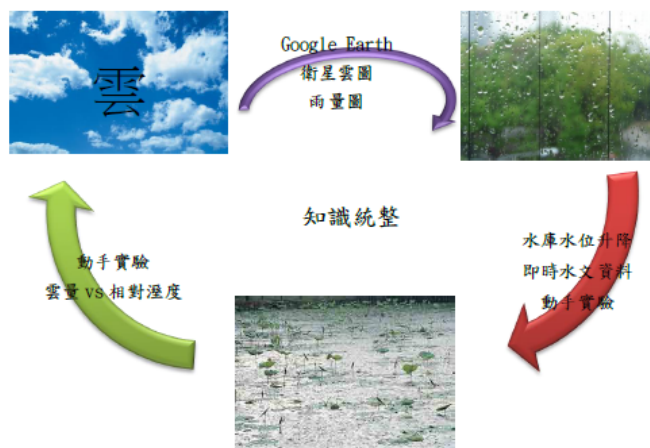 雲
Google Earth
衛星雲圖
雨量圖
知識統整
水庫水位升降
即時水文資料
動手實驗
動手實驗
雲量 vs 相對溼度